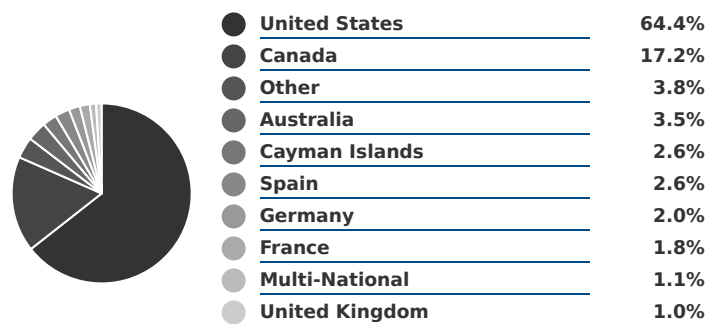 United States 64.4%
Canada 17.2%
Other 3.8%
Australia 3.5%
Cayman Islands 2.6%
Spain 2.6%
Germany 2.0%
France 1.8%
Multi-National 1.1%
United Kingdom 1.0%